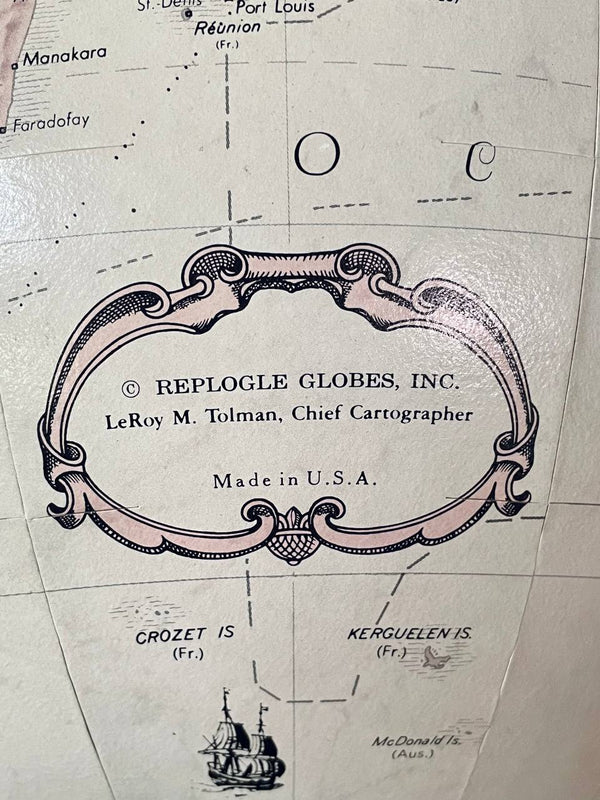 St.-Denis
Port Louis
Réunion
(Fr.)
Manakara
Faradofay
O C
© REPLOGLE GLOBES, INC.
LeRoy M. Tolman, Chief Cartographer
Made in U.S.A.
CROZET IS
(Fr.)
KERGUELEN IS.
(Fr.)
McDonald Is.
(Aus.)